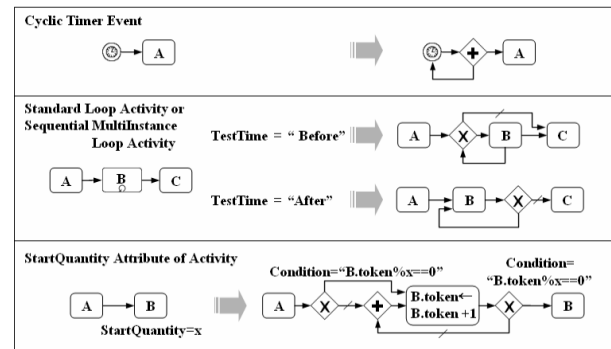 Cyclic Timer Event
A
A
Standard Loop Activity or
Sequential MultiInstance
Loop Activity
TestTime = “ Before”
A
X
B
C
A
B
C
TestTime = “After”
A
B
X
C
StartQuantity Attribute of Activity
Condition=“B.token%x==0”
Condition=
“B.token%x==0”
A
B
StartQuantity=x
A
X
B.token←
B.token +1
X
B